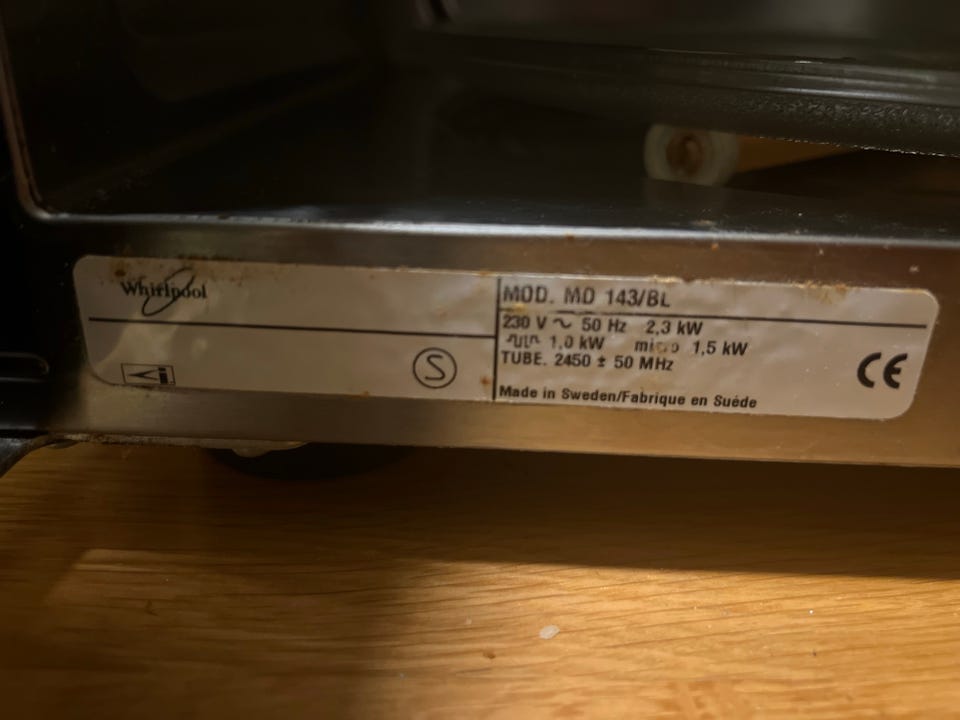 Whirlpool
MOD. MD 143/BL
230 V ~ 50 Hz 2,3 kW
1,0 kW micro 1,5 kW
TUBE. 2450 ± 50 MHz
Made in Sweden/Fabrique en Suéde
S
CE